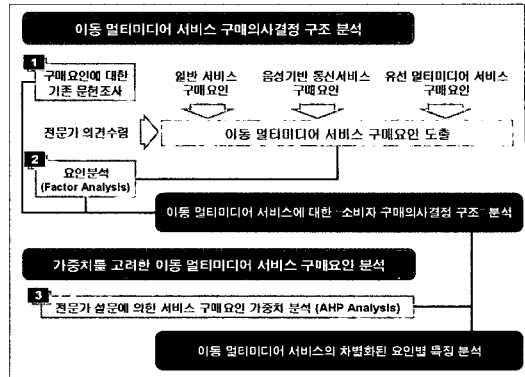 이동 멀티미디어 서비스 구매의사결정 구조 분석
1
구매요인에 대한
기존 문헌조사
일반 서비스
구매요인
음성기반 통신서비스
구매요인
유선 멀티미디어 서비스
구매요인
전문가 의견수렴
이동 멀티미디어 서비스 구매요인 도출
2
요인분석
(Factor Analysis)
이동 멀티미디어 서비스에 대한 "소비자 구매의사결정 구조" 분석
가중치를 고려한 이동 멀티미디어 서비스 구매요인 분석
3
전문가 설문에 의한 서비스 구매요인 가중치 분석 (AHP Analysis)
이동 멀티미디어 서비스의 차별화된 요인별 특징 분석